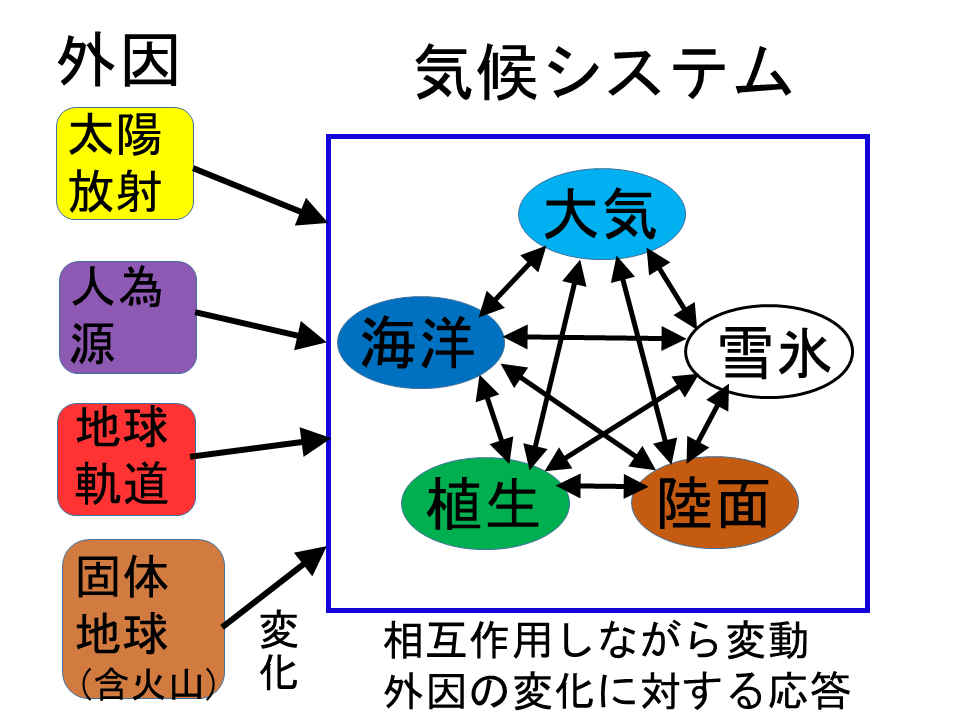 外因
太陽
放射
人為
源
地球
軌道
固体
地球
(含火山)
変
化
気候システム
大気
海洋
雪氷
植生
陸面
相互作用しながら変動
外因の変化に対する応答